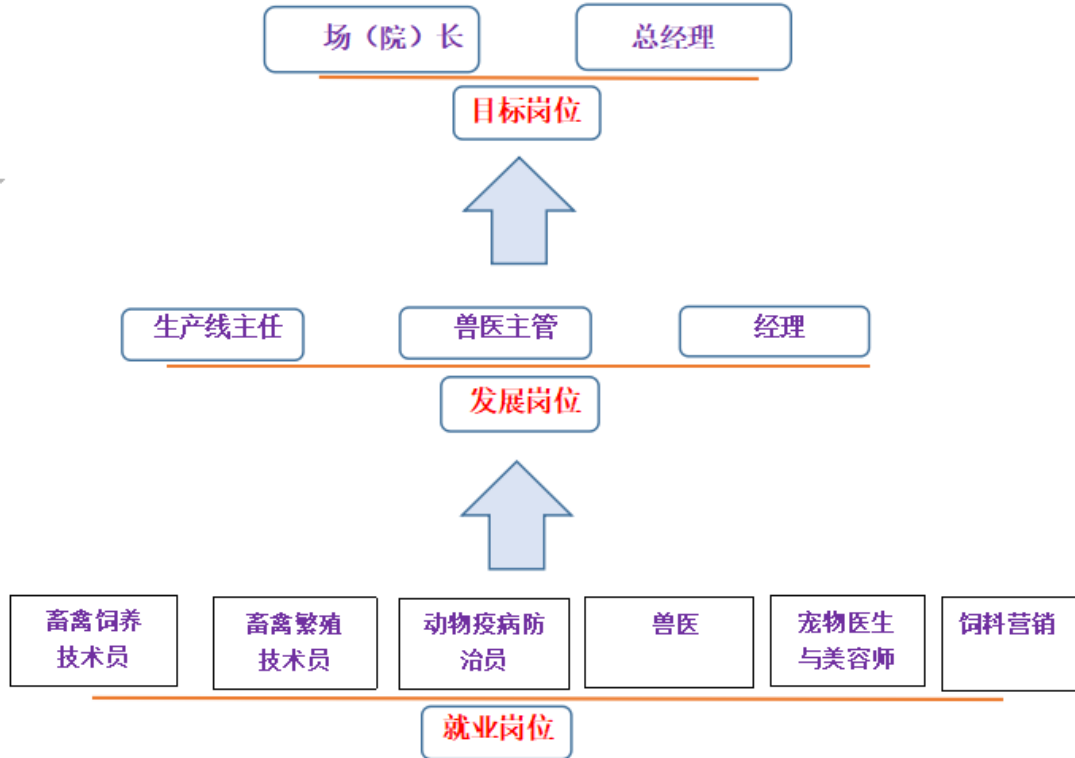 场（院）长
总经理
目标岗位
生产线主任
兽医主管
经理
发展岗位
畜禽饲养
技术员
畜禽繁殖
技术员
动物疫病防
治员
兽医
宠物医生
与美容师
饲料营销
就业岗位